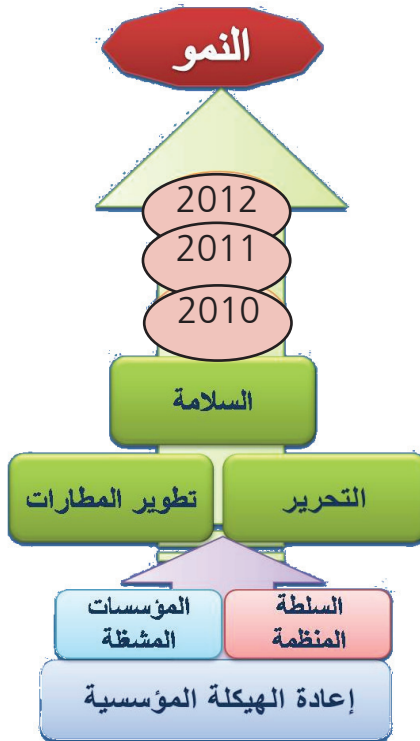 النمو
2012
2011
2010
السلامة
التحرير
تطوير المطارات
السلطة
المنظمة
المؤسسات
المشغلة
إعادة الهيكلة المؤسسية